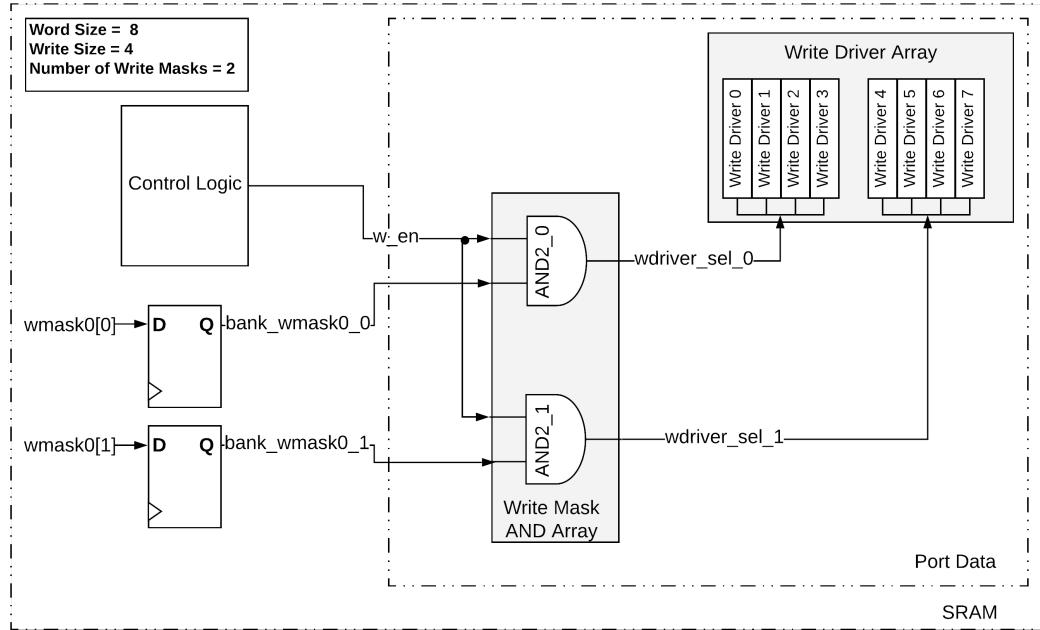 Word Size = 8
Write Size = 4
Number of Write Masks = 2
Write Driver Array
Write Driver 0
Write Driver 1
Write Driver 2
Write Driver 3
Write Driver 4
Write Driver 5
Write Driver 6
Write Driver 7
Control Logic
w_en
AND2_0
wdriver_sel_0
wmask0[0]
D
Q
bank_wmask0_0
wmask0[1]
D
Q
bank_wmask0_1
AND2_1
wdriver_sel_1
Write Mask
AND Array
Port Data
SRAM